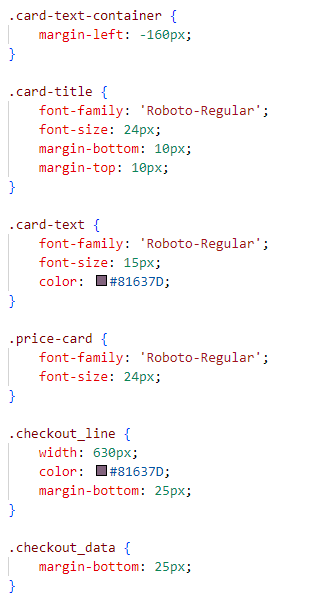 .card-text-container {
    margin-left: -160px;
}

.card-title {
    font-family: 'Roboto-Regular';
    font-size: 24px;
    margin-bottom: 10px;
    margin-top: 10px;
}

.card-text {
    font-family: 'Roboto-Regular';
    font-size: 15px;
    color: #81637D;
}

.price-card {
    font-family: 'Roboto-Regular';
    font-size: 24px;
}

.checkout_line {
    width: 630px;
    color: #81637D;
    margin-bottom: 25px;
}

.checkout_data {
    margin-bottom: 25px;
}